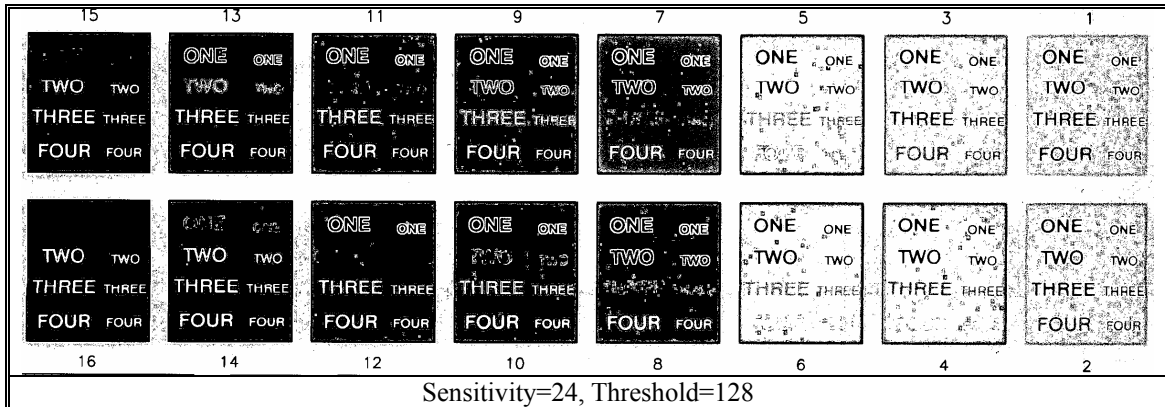 15 13 11 9 7 5 3 1
ONE ONE ONE ONE ONE ONE ONE ONE ONE ONE ONE ONE ONE ONE
TWO TWO TWO TWO TWO TWO TWO TWO TWO TWO TWO TWO TWO TWO
THREE THREE THREE THREE THREE THREE THREE THREE THREE THREE THREE THREE THREE THREE
FOUR FOUR FOUR FOUR FOUR FOUR FOUR FOUR FOUR FOUR FOUR FOUR FOUR FOUR
ONE ONE ONE ONE ONE ONE ONE ONE ONE ONE ONE ONE ONE ONE
TWO TWO TWO TWO TWO TWO TWO TWO TWO TWO TWO TWO TWO TWO
THREE THREE THREE THREE THREE THREE THREE THREE THREE THREE THREE THREE THREE THREE
FOUR FOUR FOUR FOUR FOUR FOUR FOUR FOUR FOUR FOUR FOUR FOUR
16 14 12 10 8 6 4 2
Sensitivity=24, Threshold=128